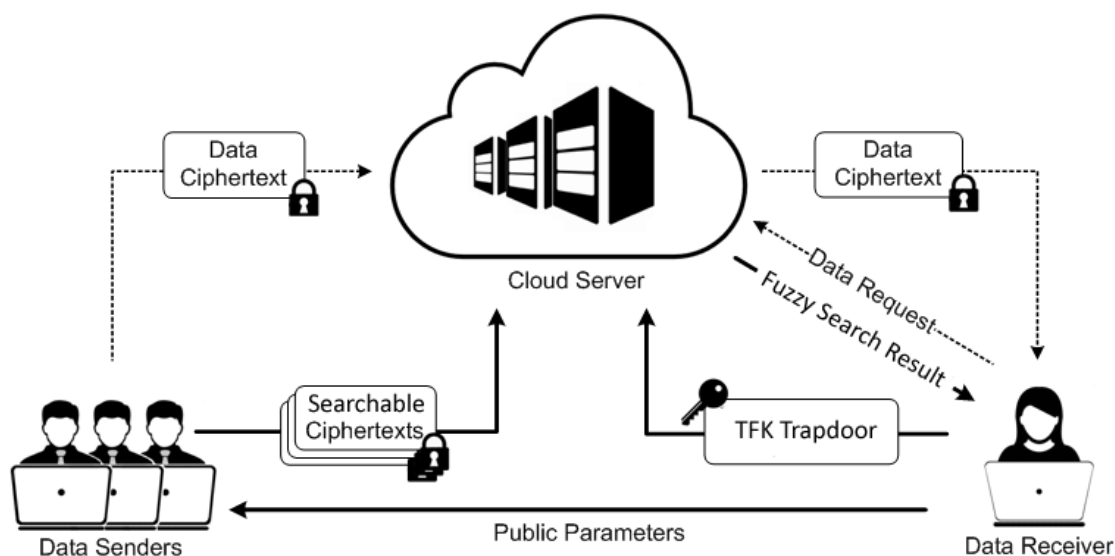 Data
Ciphertext
Data
Ciphertext
Cloud Server
Data Request
Fuzzy Search Result
Searchable
Ciphertexts
TFK Trapdoor
Public Parameters
Data Senders
Data Receiver